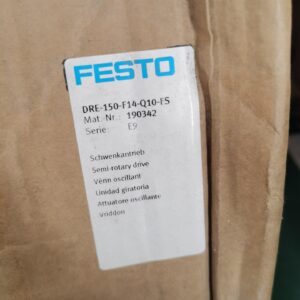 FESTO
DRE-150-F14-Q10-FS
Mat. Nr.: 190342
Serie: E9
Schwenkantrieb
Semi-rotary drive
Vérin oscillant
Unidad giratoria
Attuatore oscillante
Vriddon